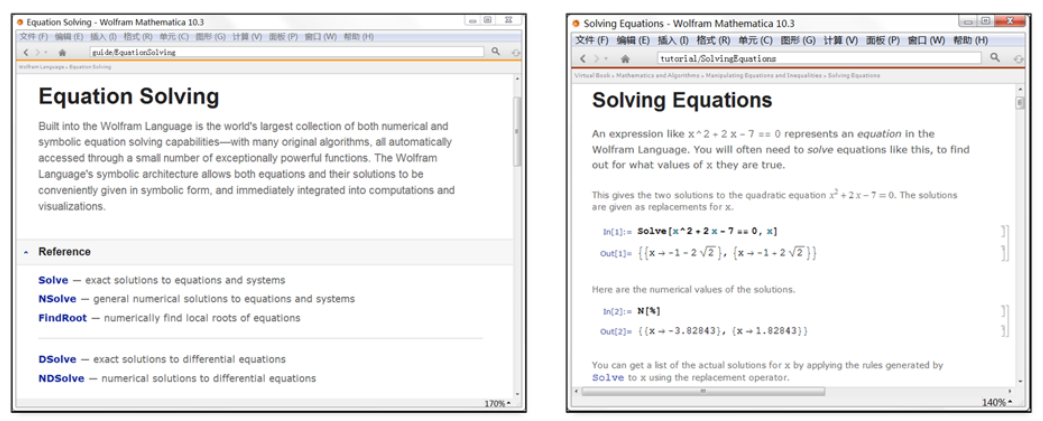 Equation Solving - Wolfram Mathematica 10.3
文件 (F) 编辑 (E) 插入 (I) 格式 (R) 单元 (C) 图形 (G) 计算 (V) 面板 (P) 窗口 (W) 帮助 (H)
guide/EquationSolving
Wolfram Language > Equation Solving
Equation Solving
Built into the Wolfram Language is the world's largest collection of both numerical and
symbolic equation solving capabilities—with many original algorithms, all automatically
accessed through a small number of exceptionally powerful functions. The Wolfram
Language's symbolic architecture allows both equations and their solutions to be
conveniently given in symbolic form, and immediately integrated into computations and
visualizations.
Reference
Solve — exact solutions to equations and systems
NSolve — general numerical solutions to equations and systems
FindRoot — numerically find local roots of equations
DSolve — exact solutions to differential equations
NDSolve — numerical solutions to differential equations
170%
Solving Equations - Wolfram Mathematica 10.3
文件 (F) 编辑 (E) 插入 (I) 格式 (R) 单元 (C) 图形 (G) 计算 (V) 面板 (P) 窗口 (W) 帮助 (H)
tutorial/SolvingEquations
Virtual Book > Mathematics and Algorithms > Manipulating Equations and Inequalities > Solving Equations
Solving Equations
An expression like x^2 + 2 x - 7 == 0 represents an equation in the
Wolfram Language. You will often need to solve equations like this, to find
out for what values of x they are true.
This gives the two solutions to the quadratic equation x² + 2 x - 7 = 0. The solutions
are given as replacements for x.
In[1]:= Solve[x^2 + 2 x - 7 == 0, x]
Out[1]= {{x → -1 - 2 √2}, {x → -1 + 2 √2}}
Here are the numerical values of the solutions.
In[2]:= N[%]
Out[2]= {{x → -3.82843}, {x → 1.82843}}
You can get a list of the actual solutions for x by applying the rules generated by
Solve to x using the replacement operator.
140%